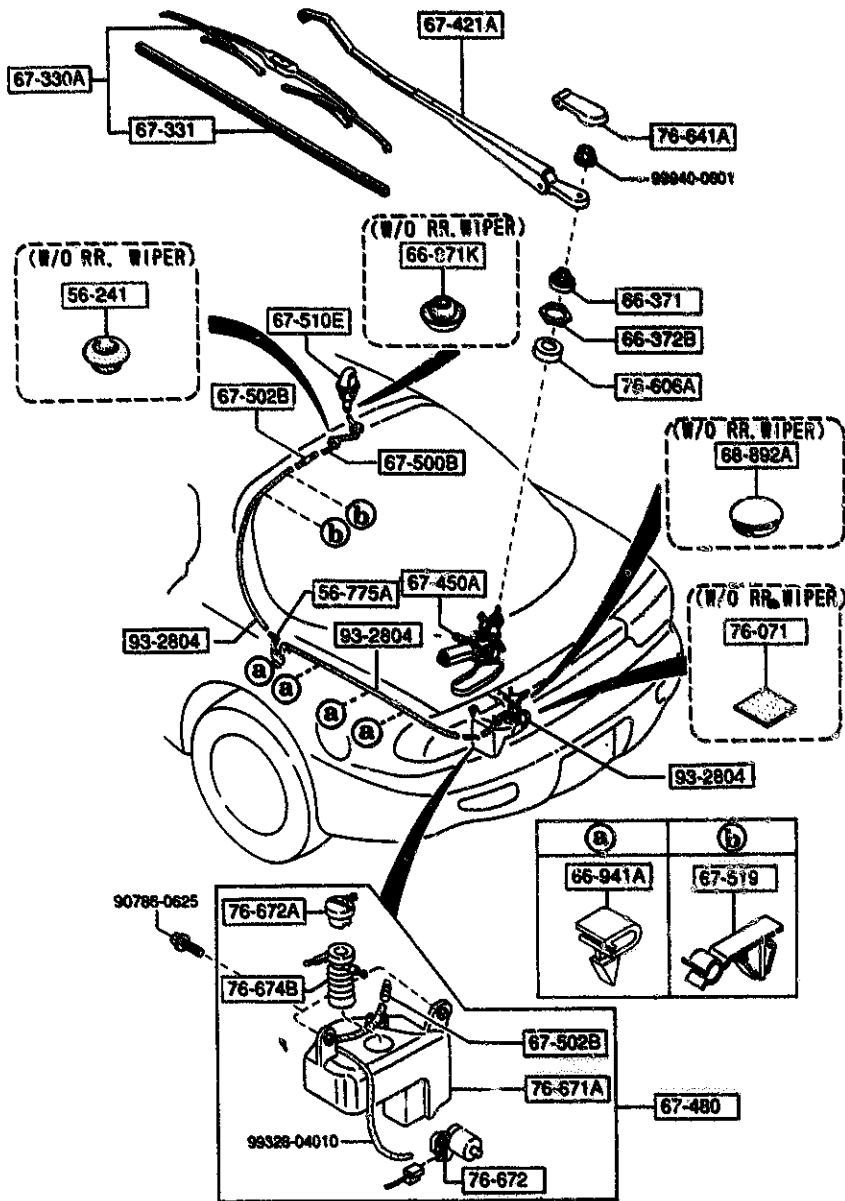 67-421A
67-330A
67-331
76-641A
99940-0601
(W/O RR. WIPER)
66-871K
(W/O RR. WIPER)
56-241
67-510E
66-371
66-372B
67-502B
76-606A
(W/O RR. WIPER)
68-892A
67-500B
b
b
56-775A
67-450A
(W/O RR. WIPER)
76-071
93-2804
93-2804
a
a
a
a
93-2804
a
b
66-941A
67-519
90786-0625
76-672A
76-674B
67-502B
76-671A
67-480
99326-04010
76-672